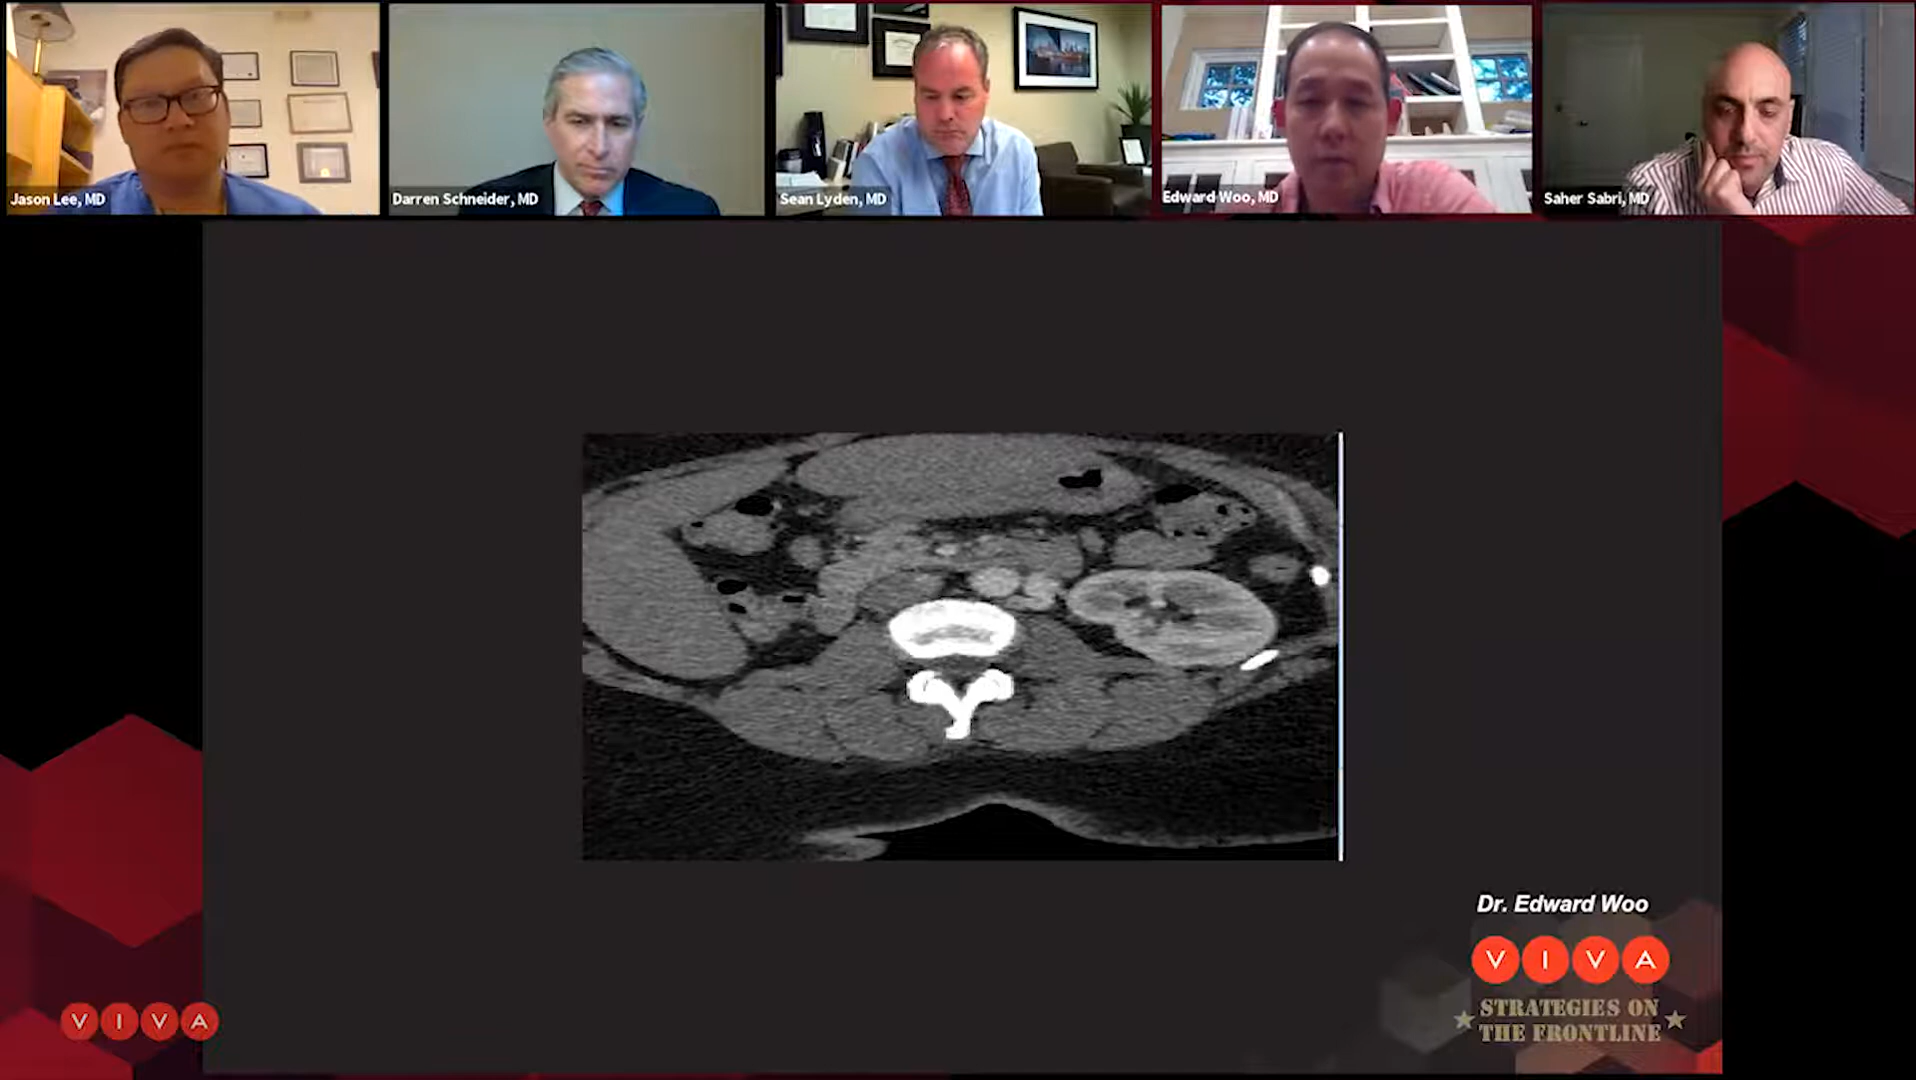 Jason Lee, MD
Darren Schneider, MD
Sean Lyden, MD
Edward Woo, MD
Saher Sabri, MD
Dr. Edward Woo
VIVA
STRATEGIES ON
THE FRONTLINE
VIVA